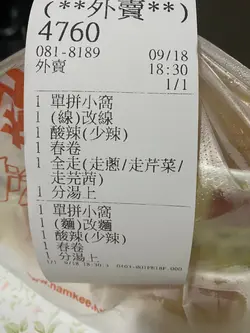 (**外賣**)
4760
081-8189 09/18
外賣 18:30
1/1
1 單拼小窩
1 (線)改線
1 酸辣(少辣)
1 春卷
1 全走(走蔥/走芹菜/
走芫茜)
1 分湯上
1 單拼小窩
1 (麵)改麵
1 酸辣(少辣)
1 春卷
1 分湯上